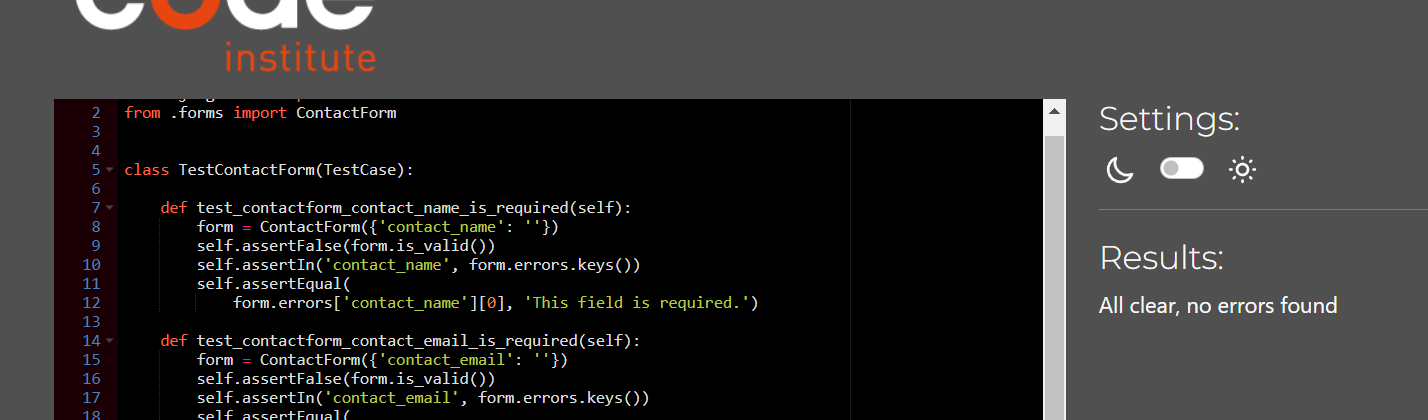 code
institute
2 from .forms import ContactForm
3
4
5 class TestContactForm(TestCase):
6
7 def test_contactform_contact_name_is_required(self):
8 form = ContactForm({'contact_name': ''})
9 self.assertFalse(form.is_valid())
10 self.assertIn('contact_name', form.errors.keys())
11 self.assertEqual(
12 form.errors['contact_name'][0], 'This field is required.')
13
14 def test_contactform_contact_email_is_required(self):
15 form = ContactForm({'contact_email': ''})
16 self.assertFalse(form.is_valid())
17 self.assertIn('contact_email', form.errors.keys())
18 self.assertEqual(
Settings:
Results:
All clear, no errors found